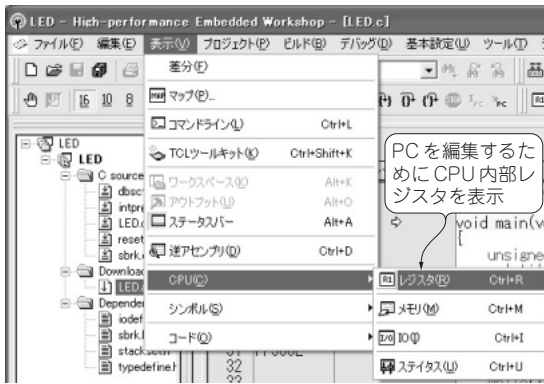 LED - High-performance Embedded Workshop - [LED.c]
ファイル(F) 編集(E) 表示(V) プロジェクト(P) ビルド(B) デバッグ(D) 基本設定(U) ツール(T)
差分(F)
マップ(P)...
コマンドライン(L) Ctrl+L
TCLツールキット(K) Ctrl+Shift+K
ワークスペース(K) Alt+K
アウトプット(U) Alt+O
ステータスバー Alt+A
逆アセンブリ(D) Ctrl+D
CPU(C)
シンボル(S)
コード(O)
レジスタ(R) Ctrl+R
メモリ(M) Ctrl+M
IO(I) Ctrl+I
ステイタス(U) Ctrl+U
PCを編集するた
めにCPU内部レ
ジスタを表示
16 10 8
LED
LED
C source
dbsc
intpr
LED.
reset
sbrk.
Download
LED.
Depende
iodef
sbrk.
typedefine.h
void main(v
{
unsigne
32
33